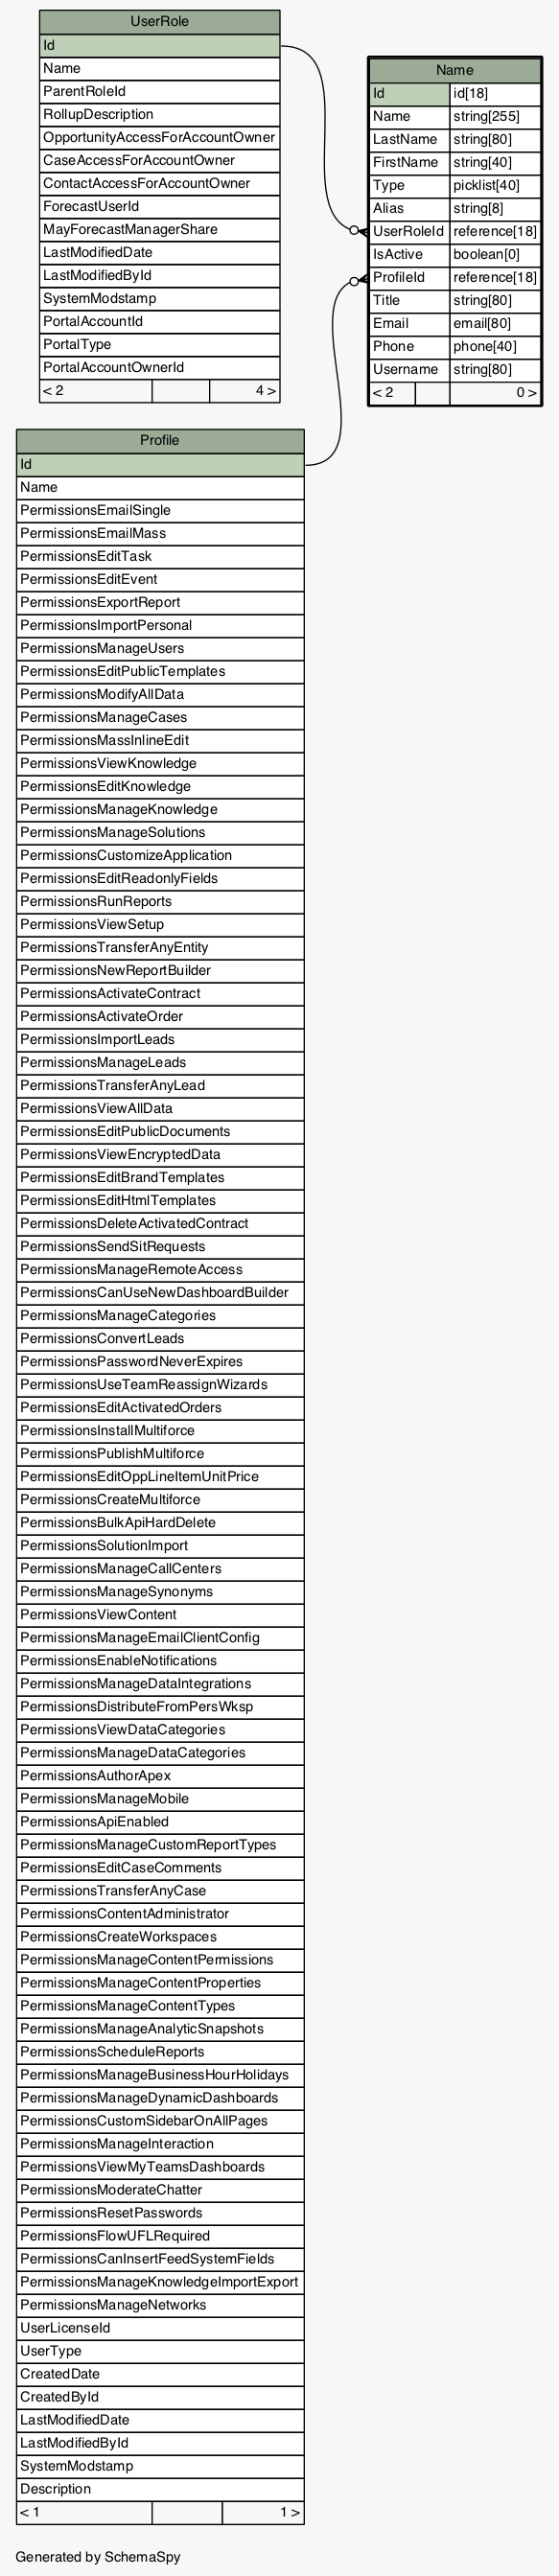 UserRole
Id
Name
ParentRoleId
RollupDescription
OpportunityAccessForAccountOwner
CaseAccessForAccountOwner
ContactAccessForAccountOwner
ForecastUserId
MayForecastManagerShare
LastModifiedDate
LastModifiedById
SystemModstamp
PortalAccountId
PortalType
PortalAccountOwnerId
< 2 4 >
Name
Id id[18]
Name string[255]
LastName string[80]
FirstName string[40]
Type picklist[40]
Alias string[8]
UserRoleId reference[18]
IsActive boolean[0]
ProfileId reference[18]
Title string[80]
Email email[80]
Phone phone[40]
Username string[80]
< 2 0 >
Profile
Id
Name
PermissionsEmailSingle
PermissionsEmailMass
PermissionsEditTask
PermissionsEditEvent
PermissionsExportReport
PermissionsImportPersonal
PermissionsManageUsers
PermissionsEditPublicTemplates
PermissionsModifyAllData
PermissionsManageCases
PermissionsMassInlineEdit
PermissionsViewKnowledge
PermissionsEditKnowledge
PermissionsManageKnowledge
PermissionsManageSolutions
PermissionsCustomizeApplication
PermissionsEditReadonlyFields
PermissionsRunReports
PermissionsViewSetup
PermissionsTransferAnyEntity
PermissionsNewReportBuilder
PermissionsActivateContract
PermissionsActivateOrder
PermissionsImportLeads
PermissionsManageLeads
PermissionsTransferAnyLead
PermissionsViewAllData
PermissionsEditPublicDocuments
PermissionsViewEncryptedData
PermissionsEditBrandTemplates
PermissionsEditHtmlTemplates
PermissionsDeleteActivatedContract
PermissionsSendSitRequests
PermissionsManageRemoteAccess
PermissionsCanUseNewDashboardBuilder
PermissionsManageCategories
PermissionsConvertLeads
PermissionsPasswordNeverExpires
PermissionsUseTeamReassignWizards
PermissionsEditActivatedOrders
PermissionsInstallMultiforce
PermissionsPublishMultiforce
PermissionsEditOppLineItemUnitPrice
PermissionsCreateMultiforce
PermissionsBulkApiHardDelete
PermissionsSolutionImport
PermissionsManageCallCenters
PermissionsManageSynonyms
PermissionsViewContent
PermissionsManageEmailClientConfig
PermissionsEnableNotifications
PermissionsManageDataIntegrations
PermissionsDistributeFromPersWksp
PermissionsViewDataCategories
PermissionsManageDataCategories
PermissionsAuthorApex
PermissionsManageMobile
PermissionsApiEnabled
PermissionsManageCustomReportTypes
PermissionsEditCaseComments
PermissionsTransferAnyCase
PermissionsContentAdministrator
PermissionsCreateWorkspaces
PermissionsManageContentPermissions
PermissionsManageContentProperties
PermissionsManageContentTypes
PermissionsManageAnalyticSnapshots
PermissionsScheduleReports
PermissionsManageBusinessHourHolidays
PermissionsManageDynamicDashboards
PermissionsCustomSidebarOnAllPages
PermissionsManageInteraction
PermissionsViewMyTeamsDashboards
PermissionsModerateChatter
PermissionsResetPasswords
PermissionsFlowUFLRequired
PermissionsCanInsertFeedSystemFields
PermissionsManageKnowledgeImportExport
PermissionsManageNetworks
UserLicenseId
UserType
CreatedDate
CreatedById
LastModifiedDate
LastModifiedById
SystemModstamp
Description
< 1 1 >
Generated by SchemaSpy